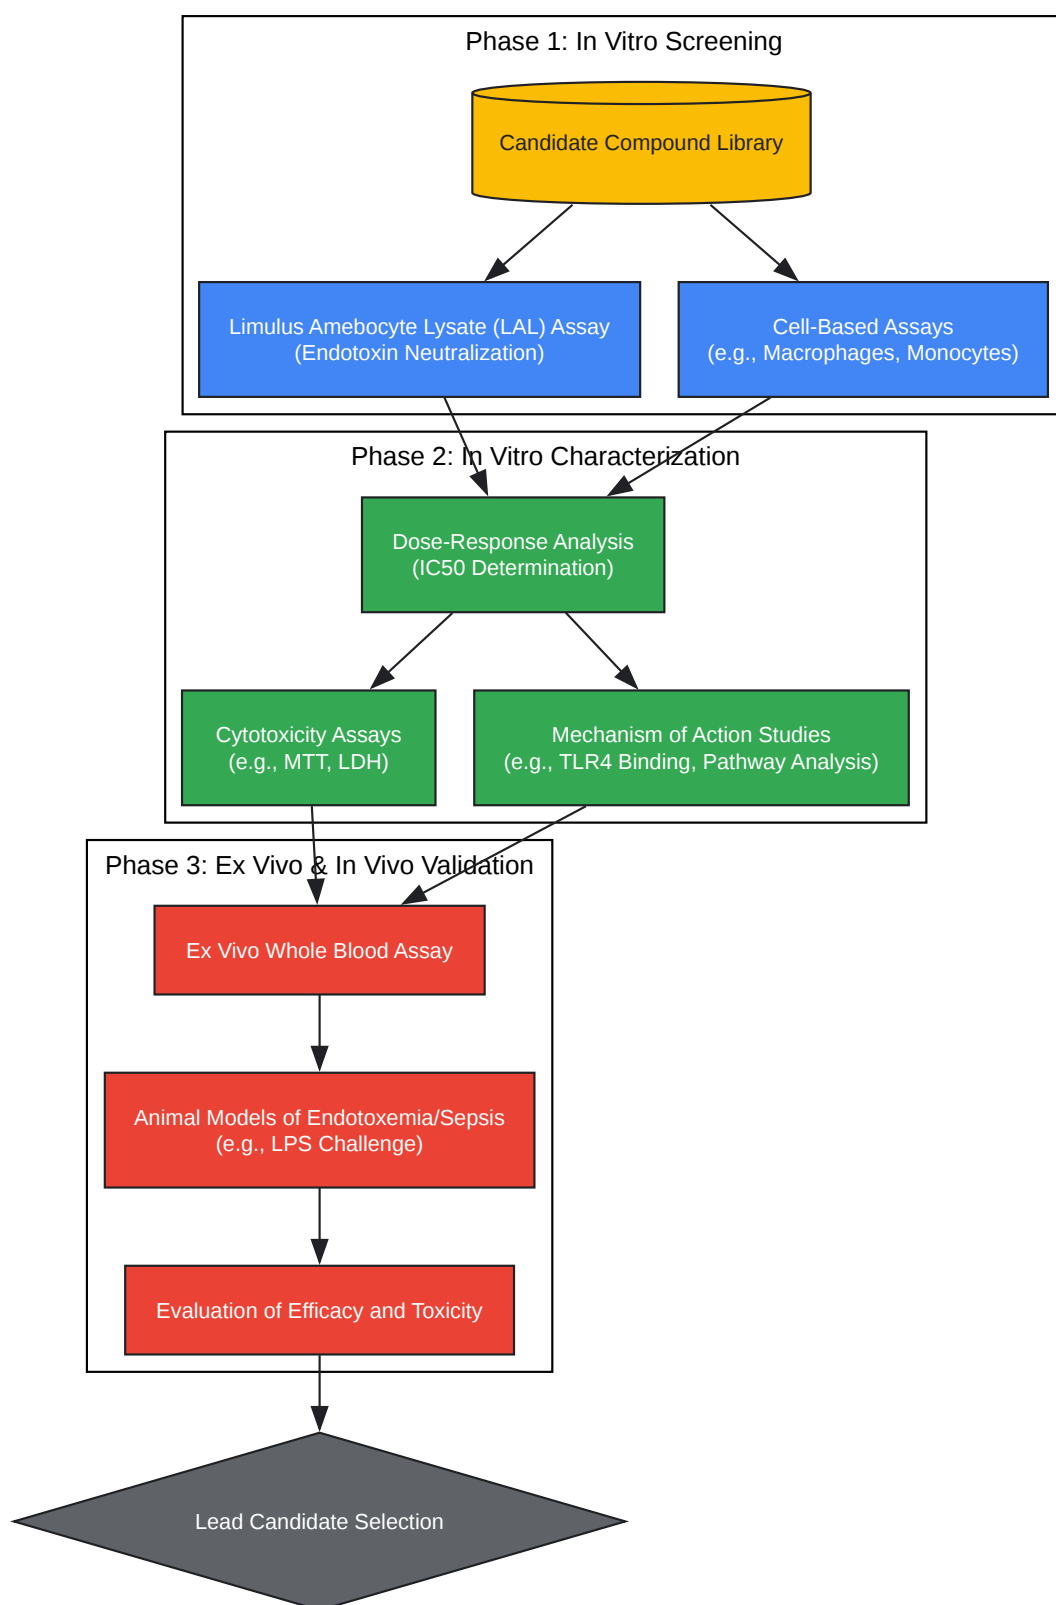 Phase 1: In Vitro Screening
Candidate Compound Library
Limulus Amebocyte Lysate (LAL) Assay
(Endotoxin Neutralization)
Cell-Based Assays
(e.g., Macrophages, Monocytes)
Phase 2: In Vitro Characterization
Dose-Response Analysis
(IC50 Determination)
Cytotoxicity Assays
(e.g., MTT, LDH)
Mechanism of Action Studies
(e.g., TLR4 Binding, Pathway Analysis)
Phase 3: Ex Vivo & In Vivo Validation
Ex Vivo Whole Blood Assay
Animal Models of Endotoxemia/Sepsis
(e.g., LPS Challenge)
Evaluation of Efficacy and Toxicity
Lead Candidate Selection